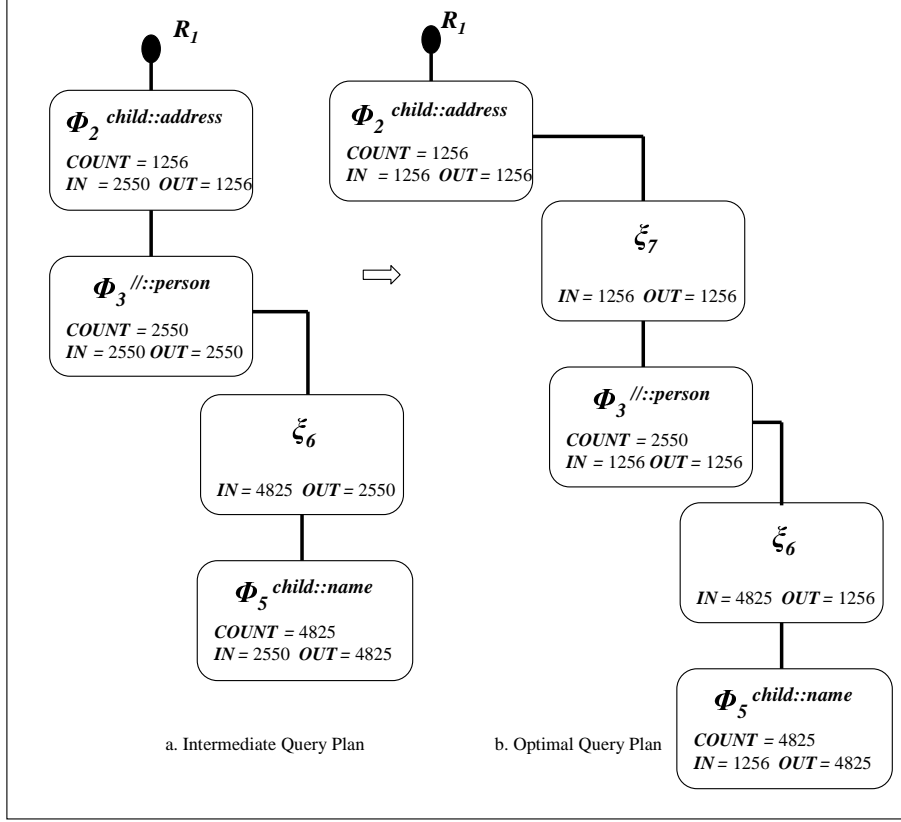 R1
Φ2 child::address
COUNT = 1256
IN = 2550 OUT = 1256
Φ3 //::person
COUNT = 2550
IN = 2550 OUT = 2550
ξ6
IN = 4825 OUT = 2550
Φ5 child::name
COUNT = 4825
IN = 2550 OUT = 4825
a. Intermediate Query Plan
R1
Φ2 child::address
COUNT = 1256
IN = 1256 OUT = 1256
ξ7
IN = 1256 OUT = 1256
Φ3 //::person
COUNT = 2550
IN = 1256 OUT = 1256
ξ6
IN = 4825 OUT = 1256
Φ5 child::name
COUNT = 4825
IN = 1256 OUT = 4825
b. Optimal Query Plan